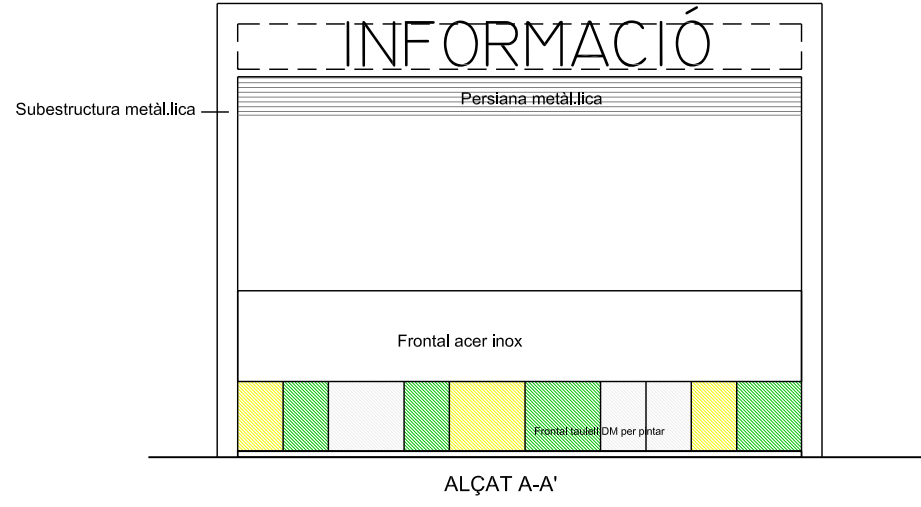 INFORMACIÓ
Persiana metàl.lica
Subestructura metàl.lica
Frontal acer inox
Frontal taulell DM per pintar
ALÇAT A-A'